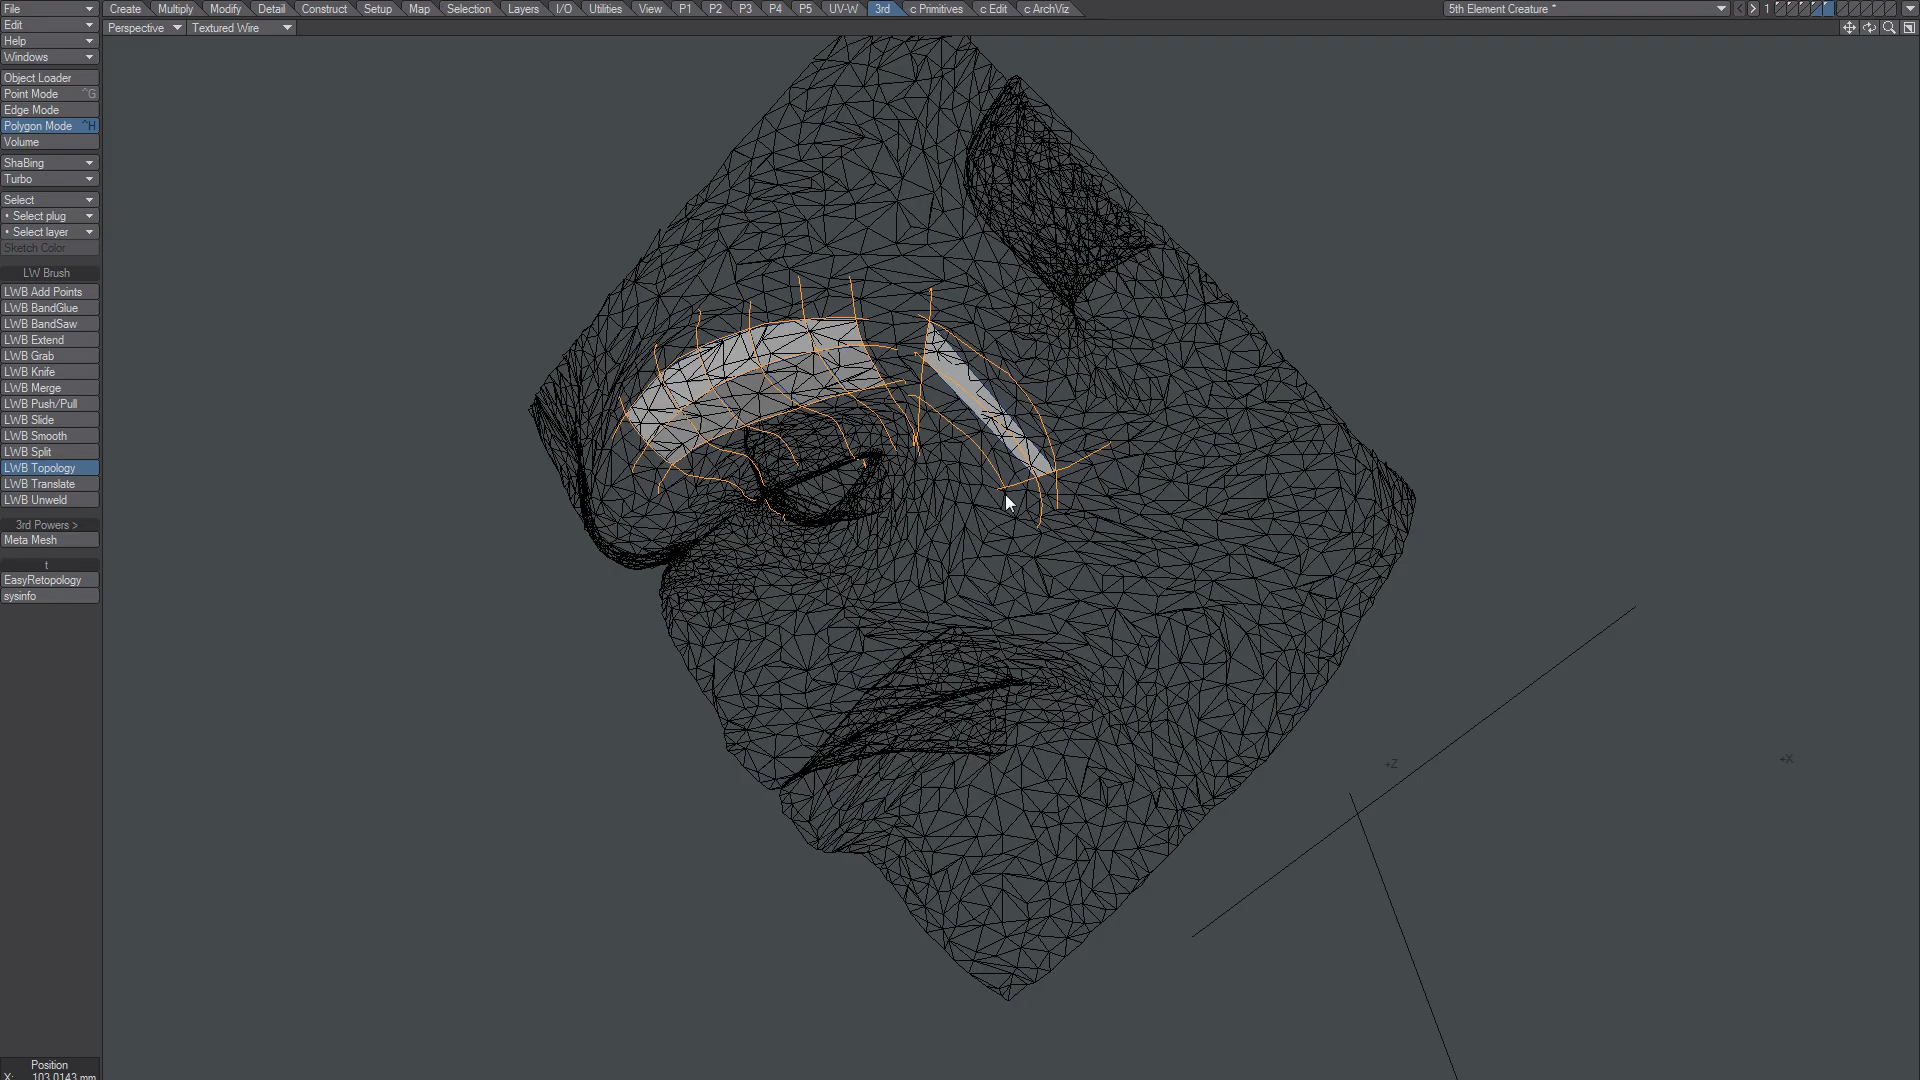 File
Create Multiply Modify Detail Construct Setup Map Selection Layers I/O Utilities View P1 P2 P3 P4 P5 UV-W 3rd c Primitives c Edit c ArchViz
5th Element Creature * < > 1
Edit
Perspective Textured Wire
Help
Windows
Object Loader
Point Mode ^G
Edge Mode
Polygon Mode ^H
Volume
ShaBing
Turbo
Select
• Select plug
• Select layer
Sketch Color
LW Brush
LWB Add Points
LWB BandGlue
LWB BandSaw
LWB Extend
LWB Grab
LWB Knife
LWB Merge
LWB Push/Pull
LWB Slide
LWB Smooth
LWB Split
LWB Topology
LWB Translate
LWB Unweld
3rd Powers >
Meta Mesh
t
EasyRetopology
sysinfo
+Z
+X
Position
X: 103.0143 mm